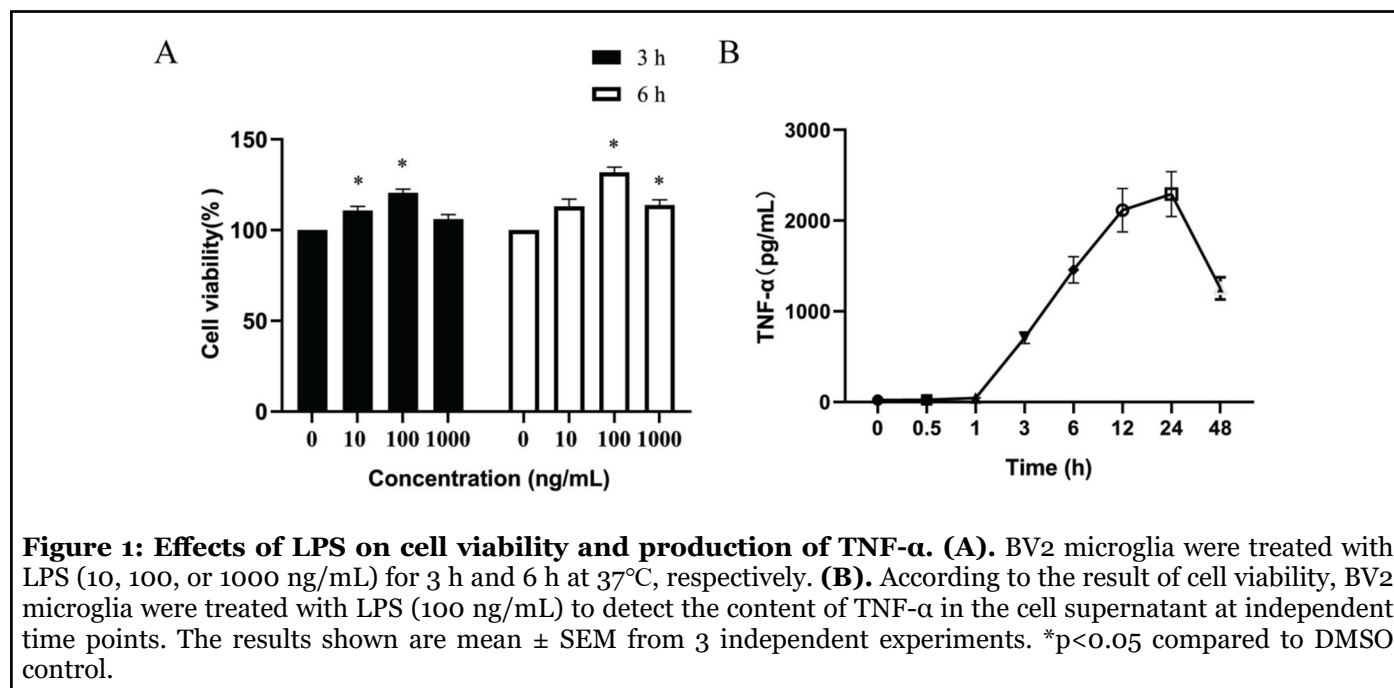 A
3 h
6 h
B
150
100
50
0
Cell viability(% )
* * * *
0 10 100 1000 0 10 100 1000
Concentration (ng/mL)
3000
2000
1000
0
TNF-α(pg/mL)
0 0.5 1 3 6 12 24 48
Time (h)
Figure 1: Effects of LPS on cell viability and production of TNF-α. (A). BV2 microglia were treated with
LPS (10, 100, or 1000 ng/mL) for 3 h and 6 h at 37℃, respectively. (B). According to the result of cell viability, BV2
microglia were treated with LPS (100 ng/mL) to detect the content of TNF-α in the cell supernatant at independent
time points. The results shown are mean ± SEM from 3 independent experiments. *p<0.05 compared to DMSO
control.